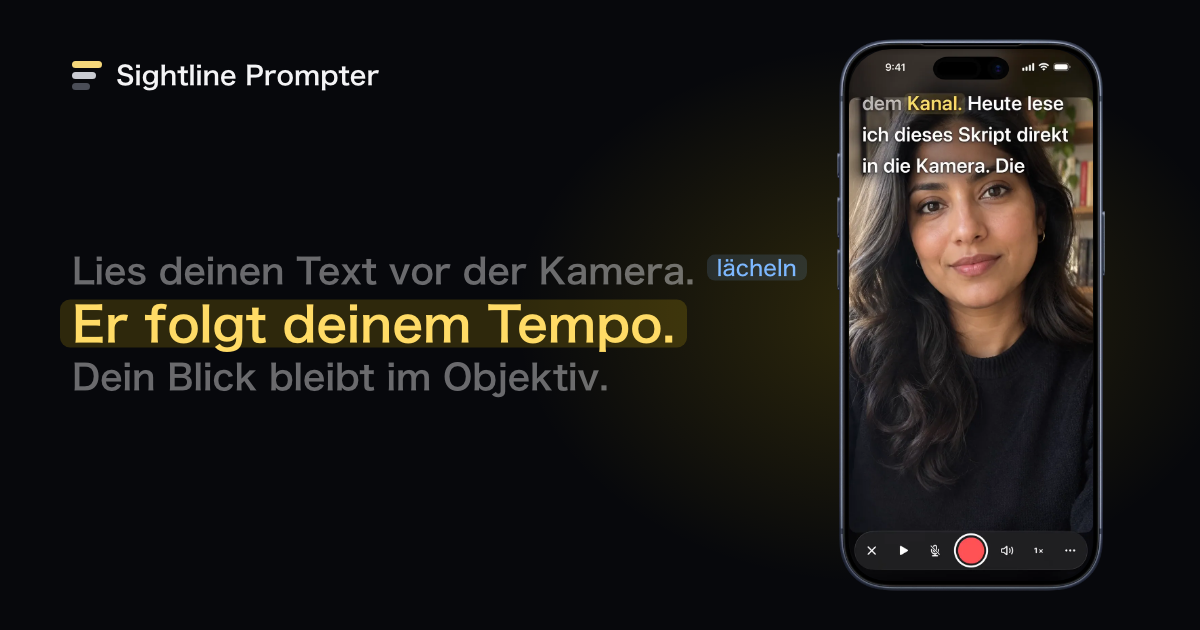 Sightline Prompter
Lies deinen Text vor der Kamera. lächeln
Er folgt deinem Tempo.
Dein Blick bleibt im Objektiv.
9:41
dem Kanal. Heute lese
ich dieses Skript direkt
in die Kamera. Die
1×